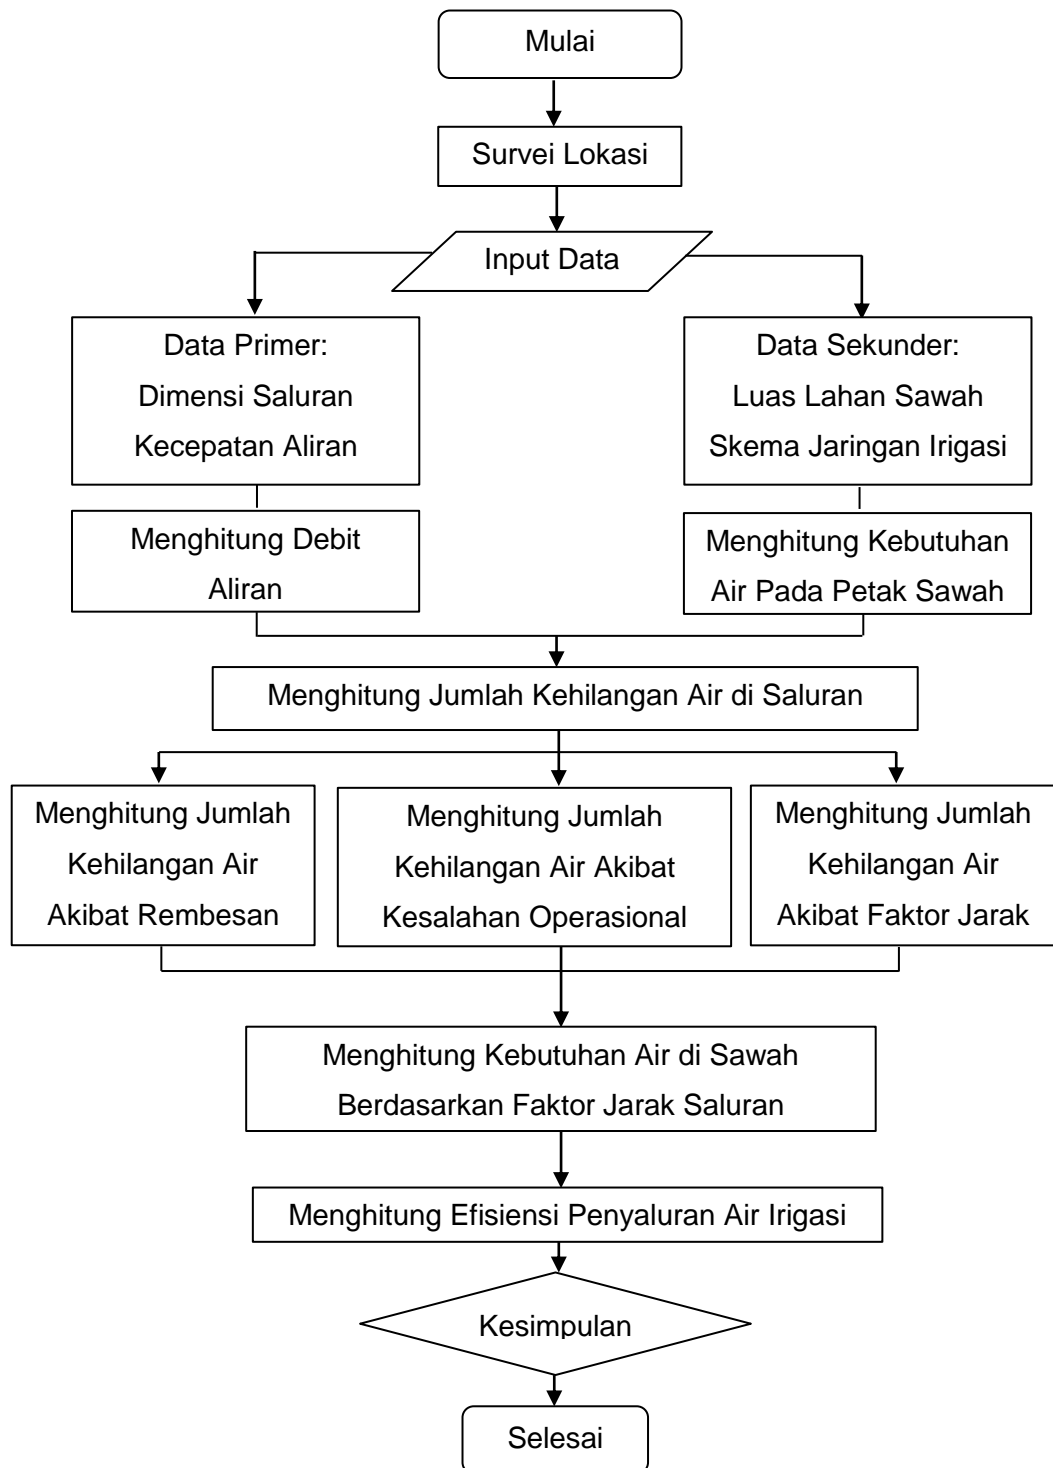 Mulai
Survei Lokasi
Input Data
Data Primer:
Dimensi Saluran
Kecepatan Aliran
Data Sekunder:
Luas Lahan Sawah
Skema Jaringan Irigasi
Menghitung Debit
Aliran
Menghitung Kebutuhan
Air Pada Petak Sawah
Menghitung Jumlah Kehilangan Air di Saluran
Menghitung Jumlah
Kehilangan Air
Akibat Rembesan
Menghitung Jumlah
Kehilangan Air Akibat
Kesalahan Operasional
Menghitung Jumlah
Kehilangan Air
Akibat Faktor Jarak
Menghitung Kebutuhan Air di Sawah
Berdasarkan Faktor Jarak Saluran
Menghitung Efisiensi Penyaluran Air Irigasi
Kesimpulan
Selesai